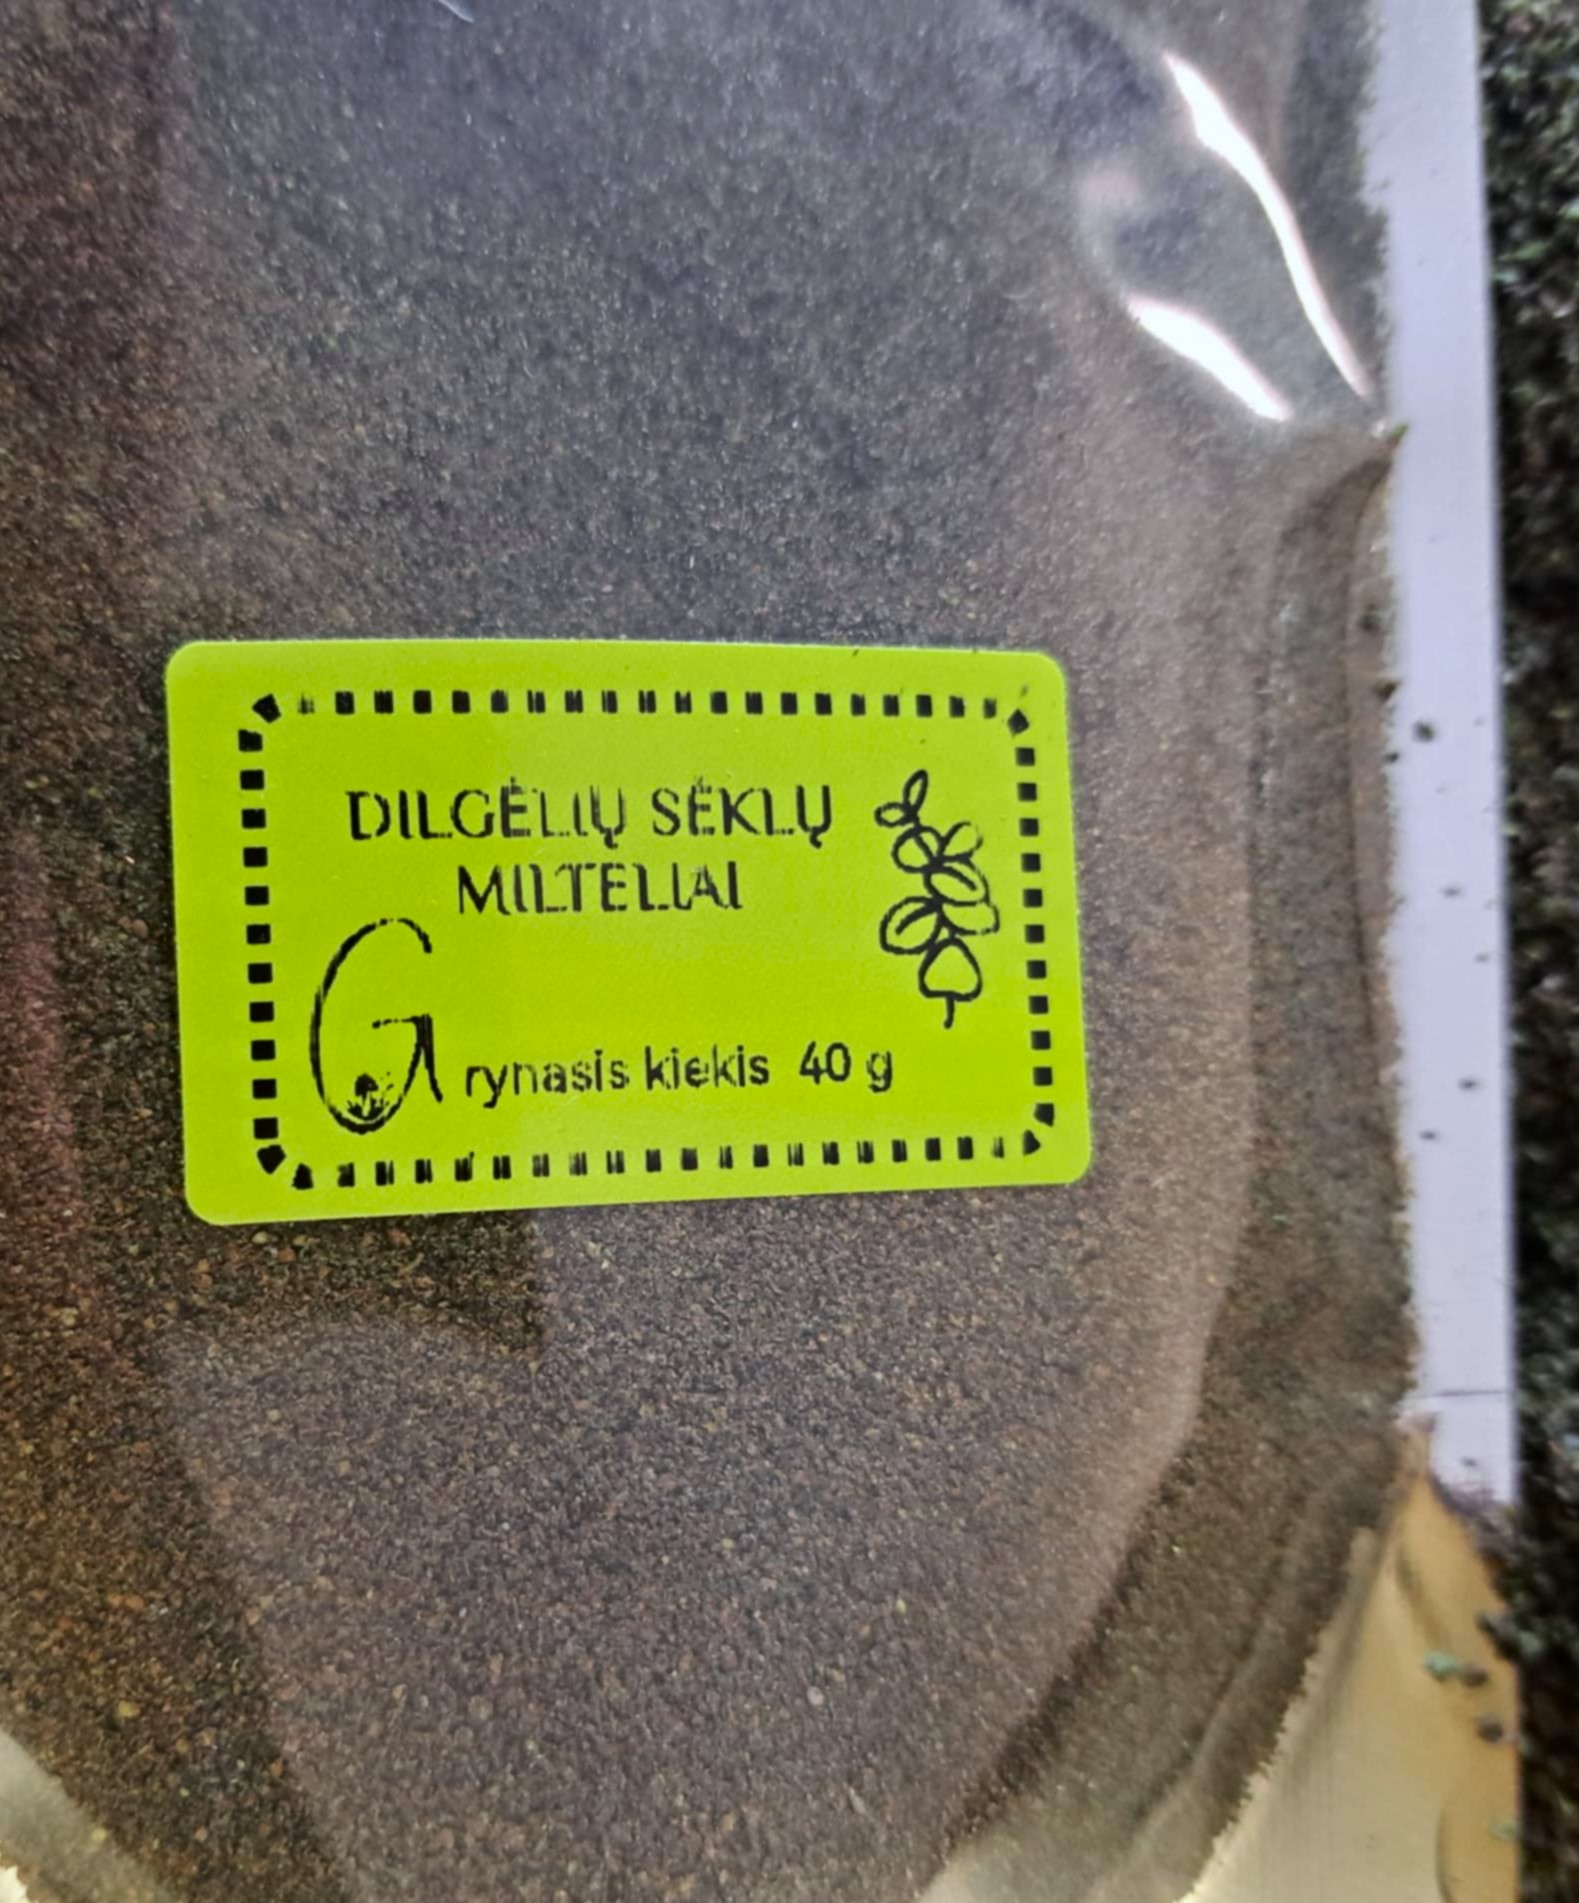 DILGĖLIŲ SĖKLŲ
MILTELIAI
Grynasis kiekis 40 g